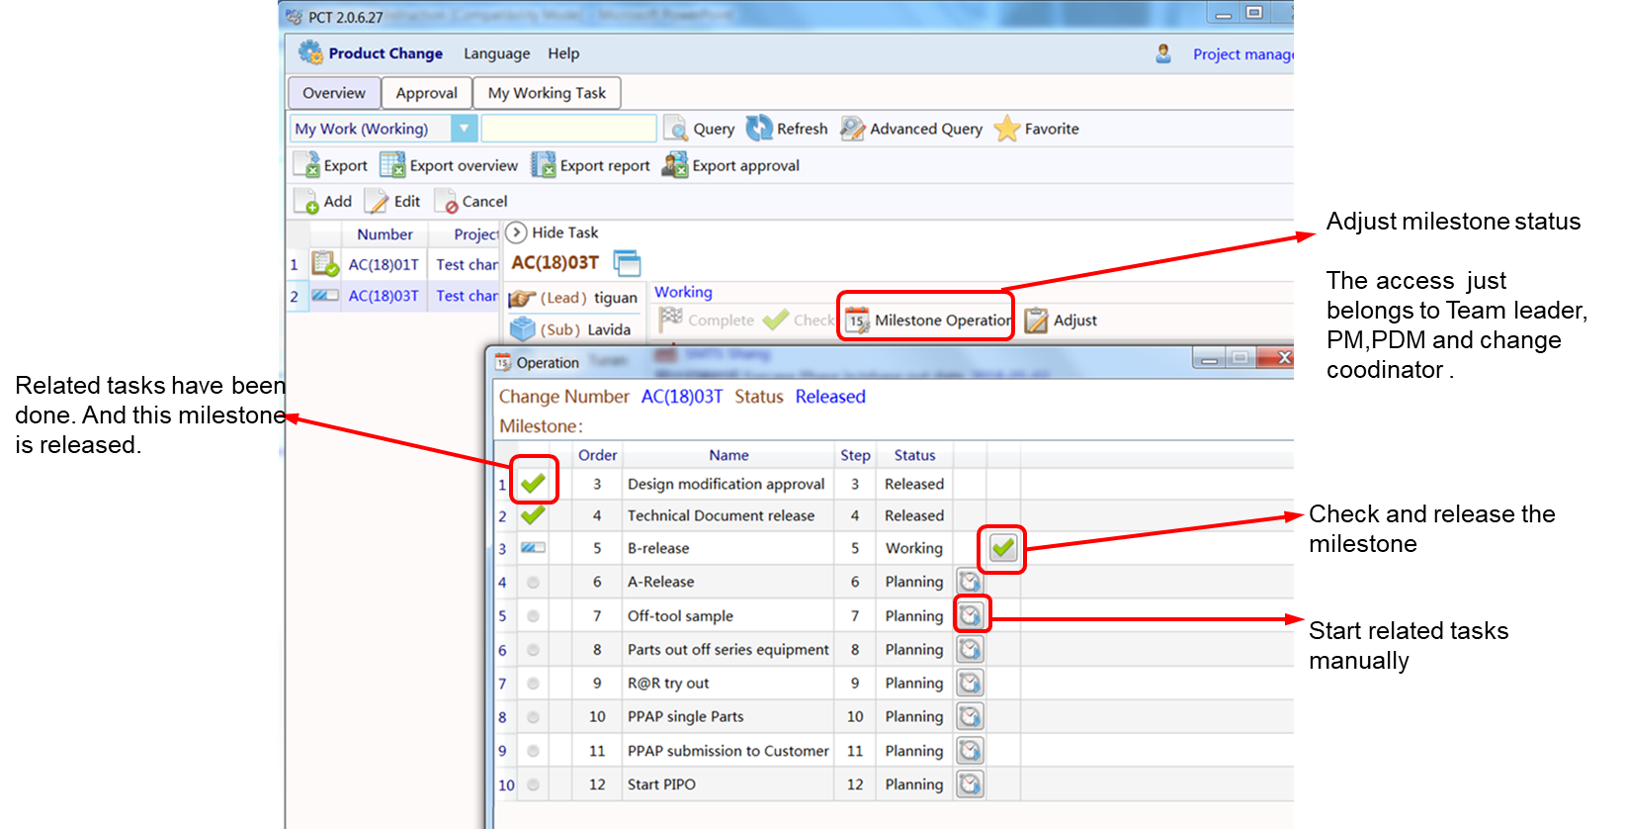 PCT 2.0.6.27
Product Change Language Help Project manage
Overview Approval My Working Task
My Work (Working) Query Refresh Advanced Query Favorite
Export Export overview Export report Export approval
Add Edit Cancel
Number Project Hide Task
1 AC(18)01T Test chan AC(18)03T
2 AC(18)03T Test chan (Lead) tiguan Working
(Sub) Lavida Complete Check 15 Milestone Operation Adjust
Operation
Change Number AC(18)03T Status Released
Milestone:
Order Name Step Status
1 3 Design modification approval 3 Released
2 4 Technical Document release 4 Released
3 5 B-release 5 Working
4 6 A-Release 6 Planning
5 7 Off-tool sample 7 Planning
6 8 Parts out off series equipment 8 Planning
7 9 R@R try out 9 Planning
8 10 PPAP single Parts 10 Planning
9 11 PPAP submission to Customer 11 Planning
10 12 Start PIPO 12 Planning
Related tasks have been
done. And this milestone
is released.
Adjust milestone status
The access just
belongs to Team leader,
PM,PDM and change
coodinator .
Check and release the
milestone
Start related tasks
manually